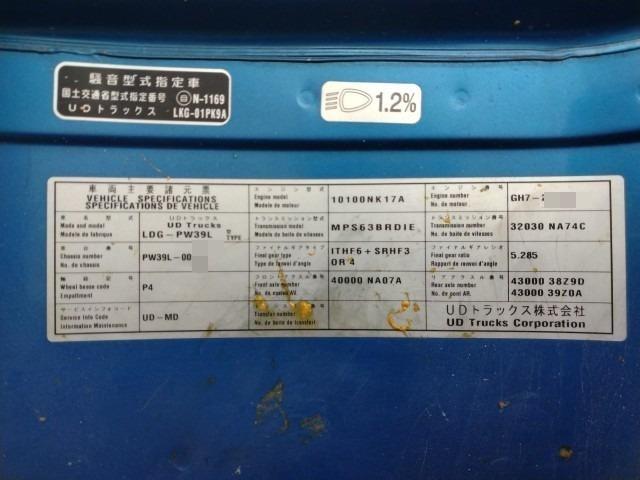 騒音型式指定車
国土交通省型式指定番号 自N-1169
UDトラックス LKG-01PK9A
1.2%
車両主要諸元票
VEHICLE SPECIFICATIONS
SPECIFICATIONS DE VEHICLE
エンジン型式
Engine model
Modele de moteur
10100NK17A
エンジン番号
Engine number
No. de moteur
GH7-2
車名型式
Mode and model
Modele de fabrique
UDトラックス
UD Trucks
LDG-PW39L 型 TYPE
トランスミッション型式
Transmission model
Modele de boite de vitesses
MPS63BRDIE
トランスミッション番号
Transmission number
No. de boite de vitesses
32030 NA74C
車台番号
Chassis number
No. de chassis
PW39L-00
ファイナルギアタイプ
Final gear type
Type de renvoi d'angle
ITHF6+SRHF3
OR4
ファイナルギアレシオ
Final gear ratio
Rapport de renvoi d'angle
5.285
軸距記号
Wheel besse code
Empattement
P4
フロントアクスル番号
Front axle number
No. de essieu AV.
40000 NA07A
リアアクスル番号
Rear axle number
No. de pont AR.
43000 38Z9D
43000 39Z0A
サービスインフォコード
Service Info Code
Information Maintenance
UD-MD
Transfer number
No. de boite de transfert
UDトラックス株式会社
UD Trucks Corporation